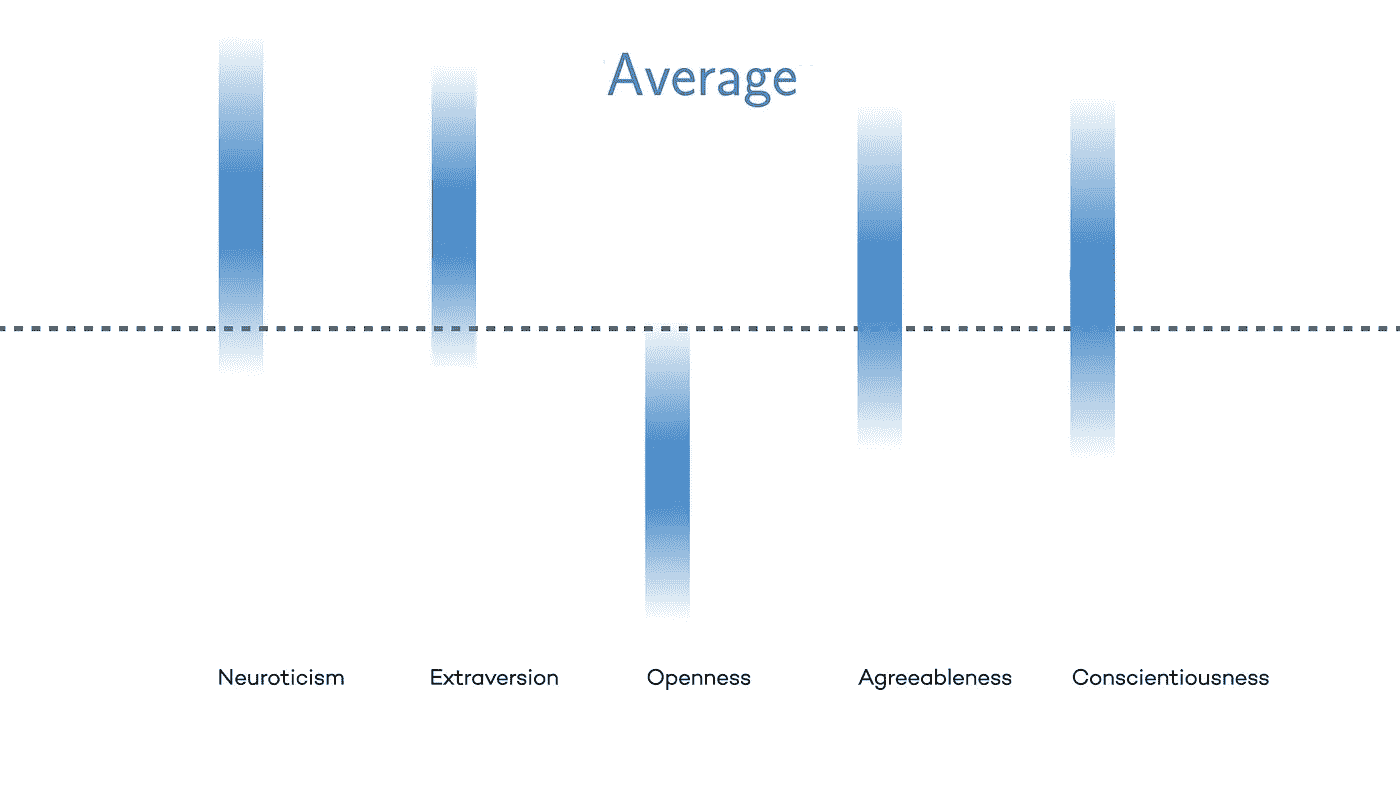 Average
Neuroticism
Extraversion
Openness
Agreeableness
Conscientiousness